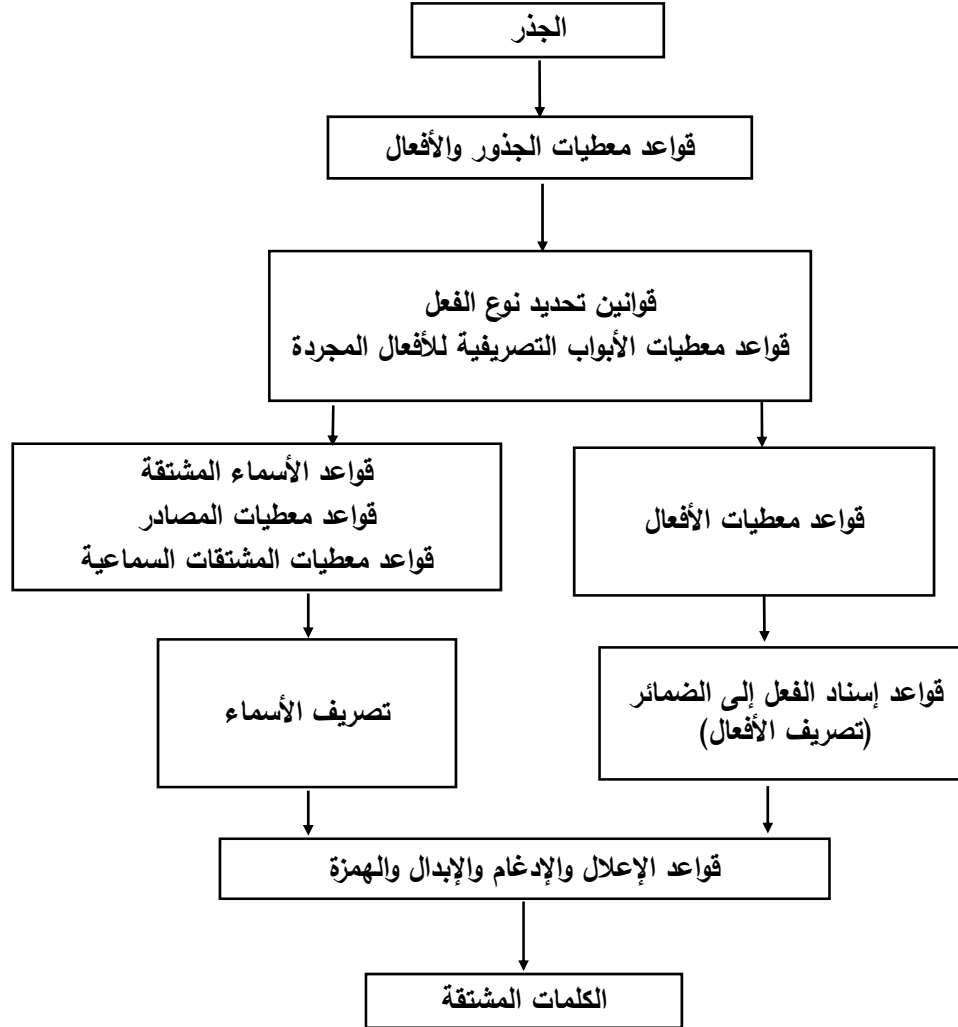 الجذر
قواعد معطيات الجذور والأفعال
قوانين تحديد نوع الفعل
قواعد معطيات الأبواب التصريفية للأفعال المجردة
قواعد معطيات الأفعال
قواعد الأسماء المشتقة
قواعد معطيات المصادر
قواعد معطيات المشتقات السماعية
قواعد إسناد الفعل إلى الضمائر
(تصريف الأفعال)
تصريف الأسماء
قواعد الإعلال والإدغام والإبدال والهمزة
الكلمات المشتقة